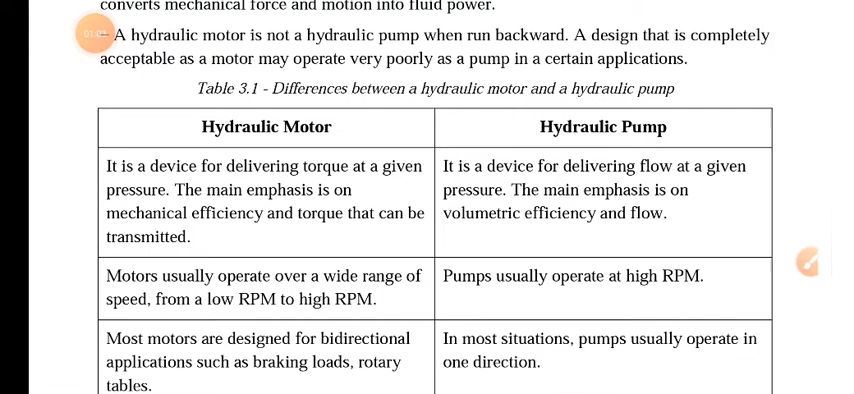 converts mechanical force and motion into fluid power.
– A hydraulic motor is not a hydraulic pump when run backward. A design that is completely
acceptable as a motor may operate very poorly as a pump in a certain applications.
Table 3.1 - Differences between a hydraulic motor and a hydraulic pump
Hydraulic Motor
Hydraulic Pump
It is a device for delivering torque at a given
pressure. The main emphasis is on
mechanical efficiency and torque that can be
transmitted.
It is a device for delivering flow at a given
pressure. The main emphasis is on
volumetric efficiency and flow.
Motors usually operate over a wide range of
speed, from a low RPM to high RPM.
Pumps usually operate at high RPM.
Most motors are designed for bidirectional
applications such as braking loads, rotary
tables.
In most situations, pumps usually operate in
one direction.